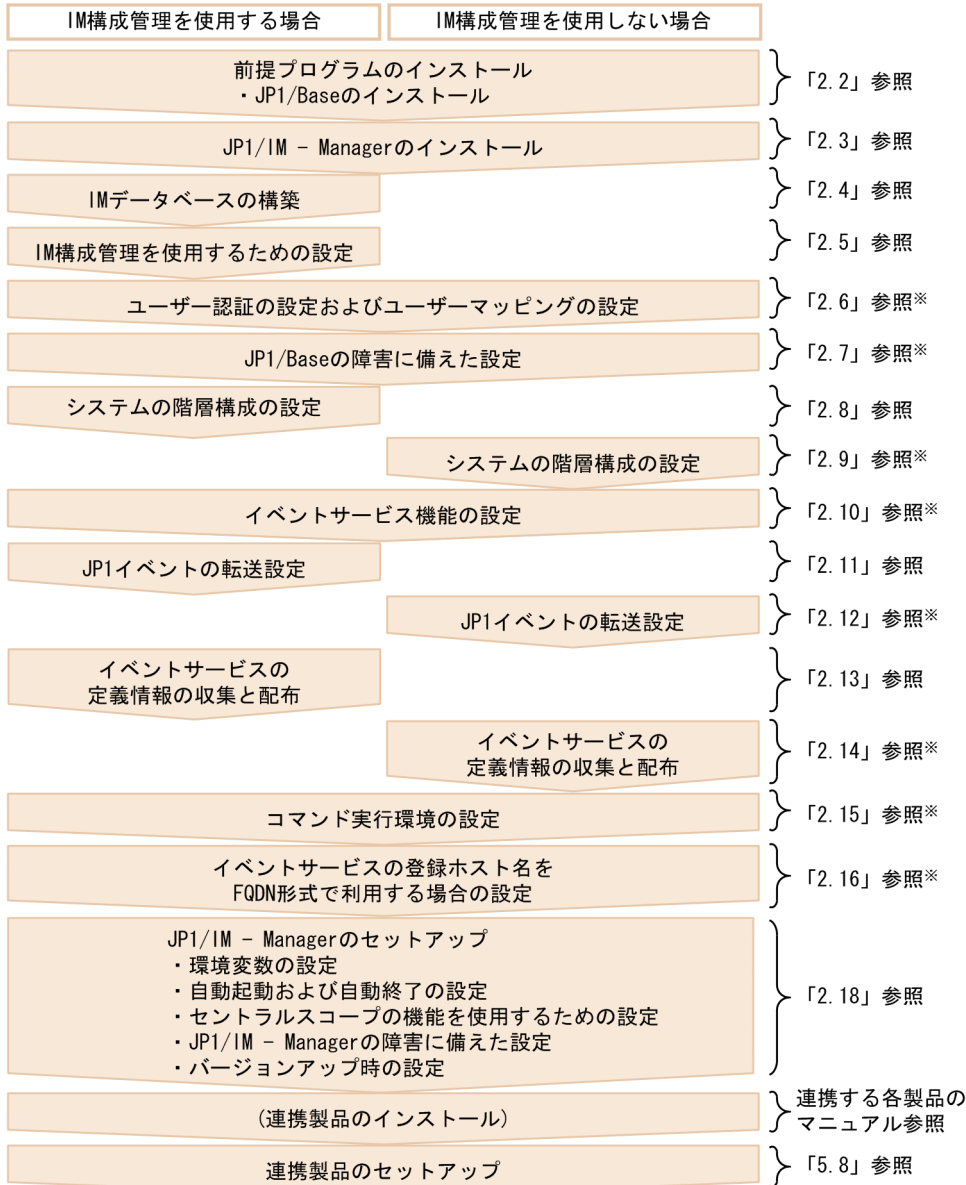 IM構成管理を使用する場合
IM構成管理を使用しない場合
前提プログラムのインストール
・JP1/Baseのインストール
「2.2」参照
JP1/IM − Managerのインストール
「2.3」参照
IMデータベースの構築
「2.4」参照
IM構成管理を使用するための設定
「2.5」参照
ユーザー認証の設定およびユーザーマッピングの設定
「2.6」参照※
JP1/Baseの障害に備えた設定
「2.7」参照※
システムの階層構成の設定
「2.8」参照
システムの階層構成の設定
「2.9」参照※
イベントサービス機能の設定
「2.10」参照※
JP1イベントの転送設定
「2.11」参照
JP1イベントの転送設定
「2.12」参照※
イベントサービスの
定義情報の収集と配布
「2.13」参照
イベントサービスの
定義情報の収集と配布
「2.14」参照※
コマンド実行環境の設定
「2.15」参照※
イベントサービスの登録ホスト名を
FQDN形式で利用する場合の設定
「2.16」参照※
JP1/IM − Managerのセットアップ
・環境変数の設定
・自動起動および自動終了の設定
・セントラルスコープの機能を使用するための設定
・JP1/IM − Managerの障害に備えた設定
・バージョンアップ時の設定
「2.18」参照
(連携製品のインストール)
連携する各製品の
マニュアル参照
連携製品のセットアップ
「5.8」参照